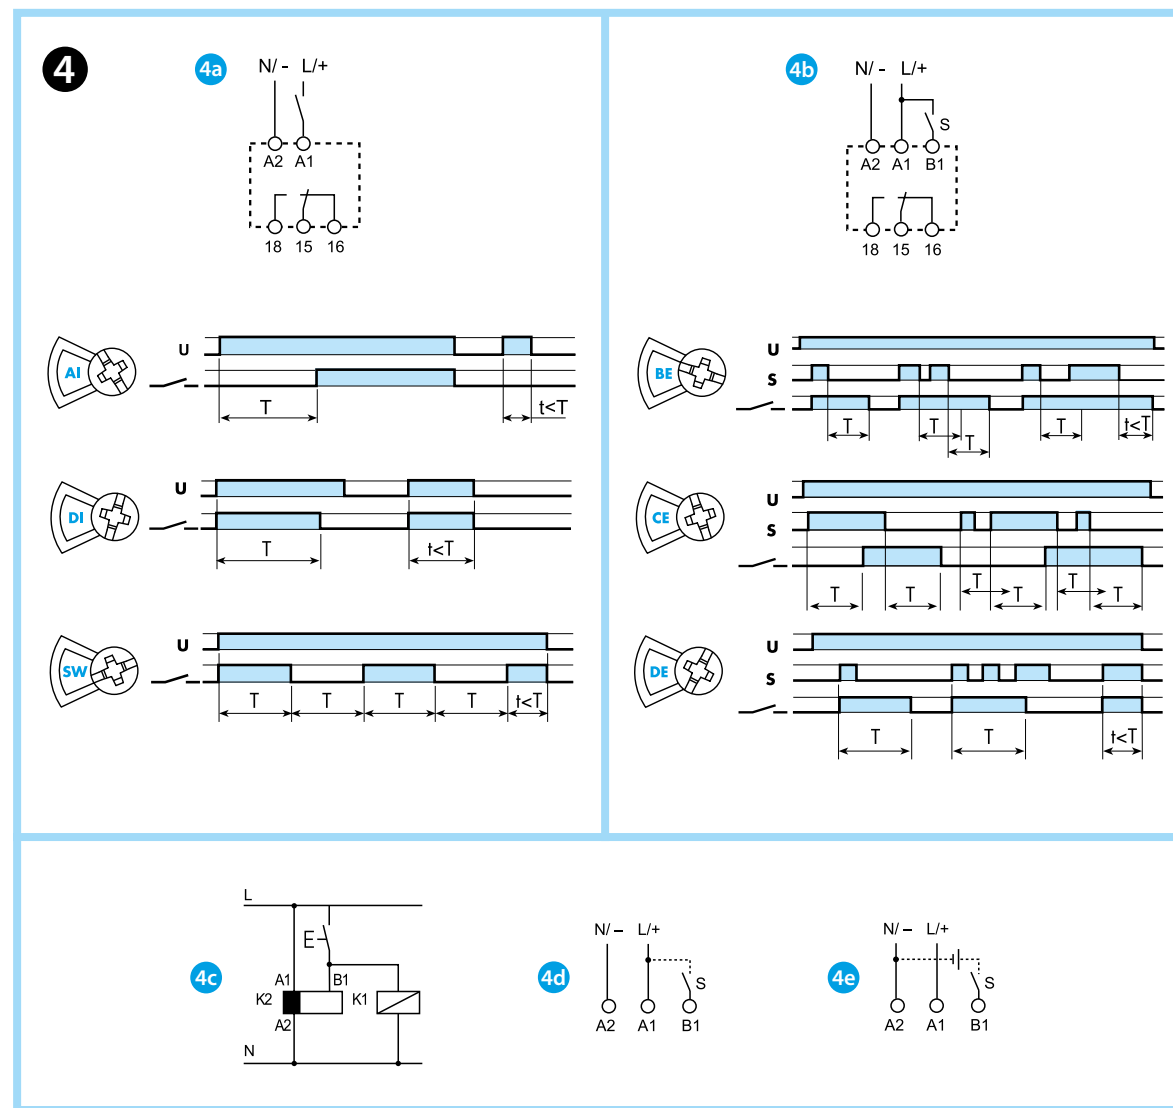 4
4a
N/ - L/+
A2 A1
18 15 16
AI
U
T
t<T
DI
U
T
t<T
SW
U
T T T T t<T
4b
N/ - L/+
S
A2 A1 B1
18 15 16
BE
U
S
T T T T t<T
CE
U
S
T T T T T T
DE
U
S
T T t<T
4c
L
E
A1 B1
K2 K1
A2
N
4d
N/ – L/+
S
A2 A1 B1
4e
N/ – L/+
S
A2 A1 B1